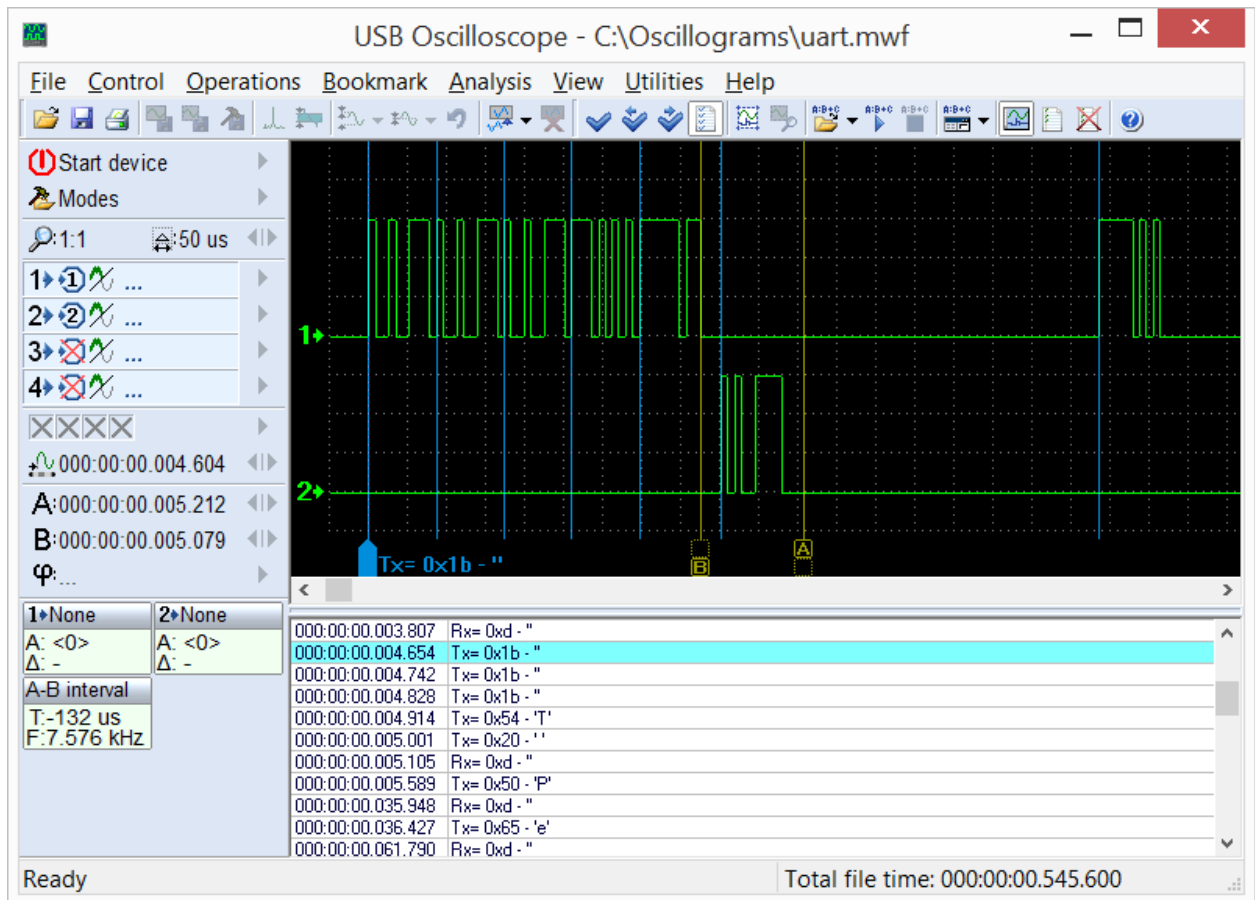 USB Oscilloscope - C:\Oscillograms\uart.mwf
File Control Operations Bookmark Analysis View Utilities Help
A:B+C A:B+C A:B+C A:B+C
Start device
Modes
:1:1 :50 us
1 1 ...
2 2 ...
3 ...
4 ...
000:00:00.004.604
A:000:00:00.005.212
B:000:00:00.005.079
φ:...
1
2
Tx= 0x1b - ''
B
A
1 None 2 None
A: <0> A: <0>
Δ: - Δ: -
A-B interval
T:-132 us
F:7.576 kHz
000:00:00.003.807 Rx= 0xd - ''
000:00:00.004.654 Tx= 0x1b - ''
000:00:00.004.742 Tx= 0x1b - ''
000:00:00.004.828 Tx= 0x1b - ''
000:00:00.004.914 Tx= 0x54 - 'T'
000:00:00.005.001 Tx= 0x20 - ' '
000:00:00.005.105 Rx= 0xd - ''
000:00:00.005.589 Tx= 0x50 - 'P'
000:00:00.035.948 Rx= 0xd - ''
000:00:00.036.427 Tx= 0x65 - 'e'
000:00:00.061.790 Rx= 0xd - ''
Ready Total file time: 000:00:00.545.600